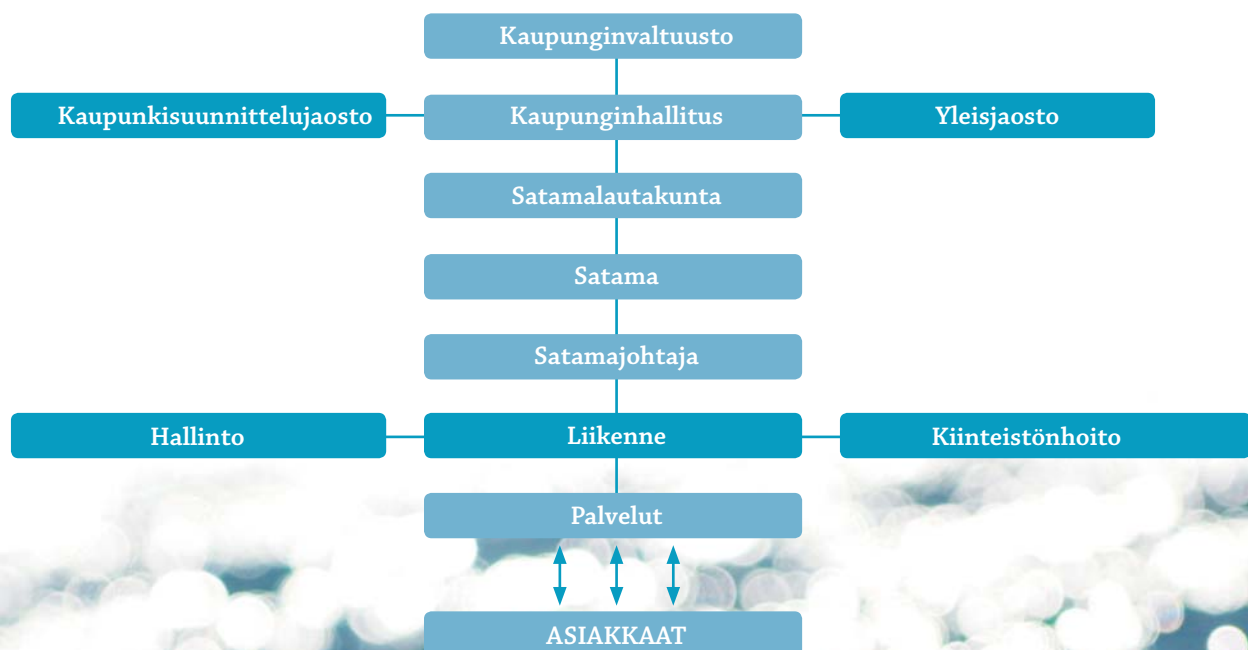 Kaupunginvaltuusto
Kaupunkisuunnittelujaosto
Kaupunginhallitus
Yleisjaosto
Satamalautakunta
Satama
Satamajohtaja
Hallinto
Liikenne
Kiinteistönhoito
Palvelut
ASIAKKAAT